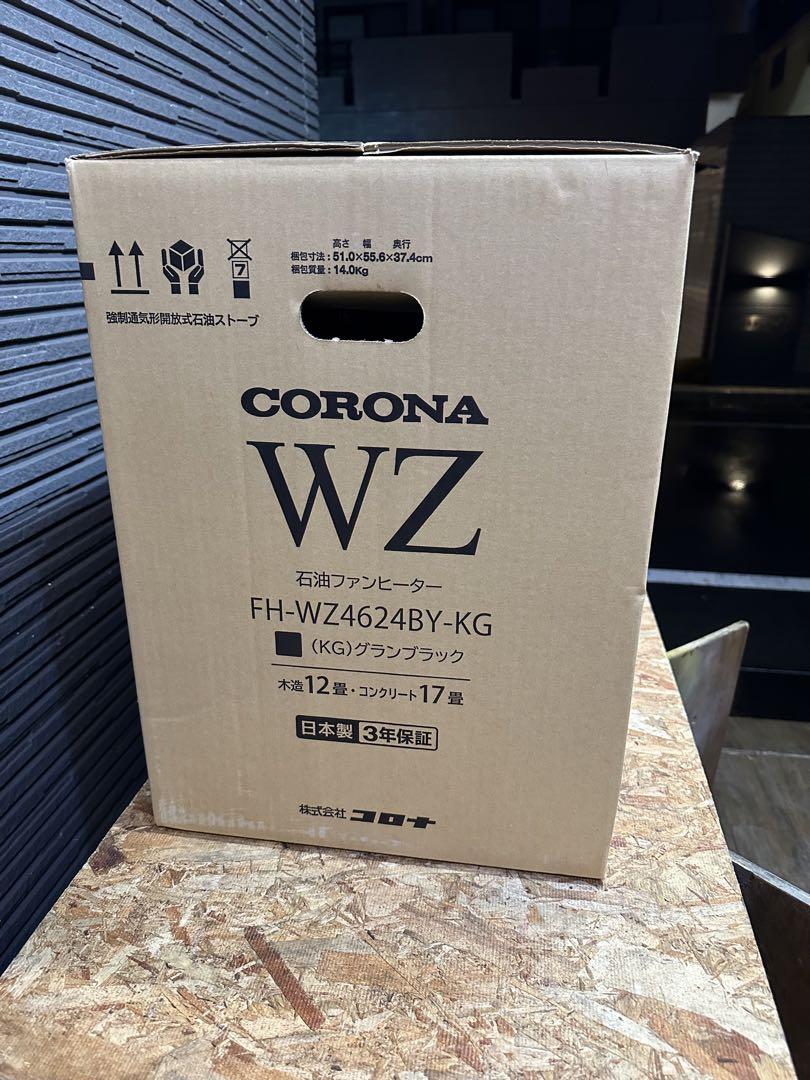 高さ 幅 奥行
梱包寸法：51.0×55.6×37.4cm
梱包質量：14.0Kg
7
強制通気形開放式石油ストーブ
CORONA
WZ
石油ファンヒーター
FH-WZ4624BY-KG
(KG)グランブラック
木造12畳・コンクリート17畳
日本製 3年保証
株式会社 コロナ